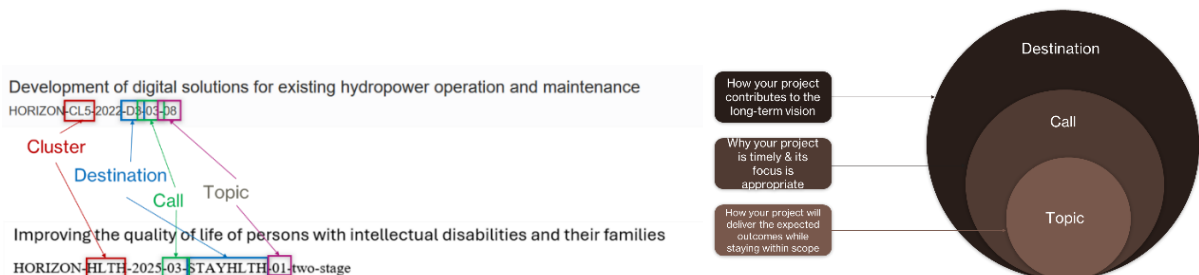 Development of digital solutions for existing hydropower operation and maintenance
HORIZON-CL5-2022-D3-03-08
Cluster
Destination
Call
Topic
Improving the quality of life of persons with intellectual disabilities and their families
HORIZON-HLTH-2025-03-STAYHLTH-01-two-stage
How your project
contributes to the
long-term vision
Why your project
is timely & its
focus is
appropriate
How your project will
deliver the expected
outcomes while
staying within scope
Destination
Call
Topic